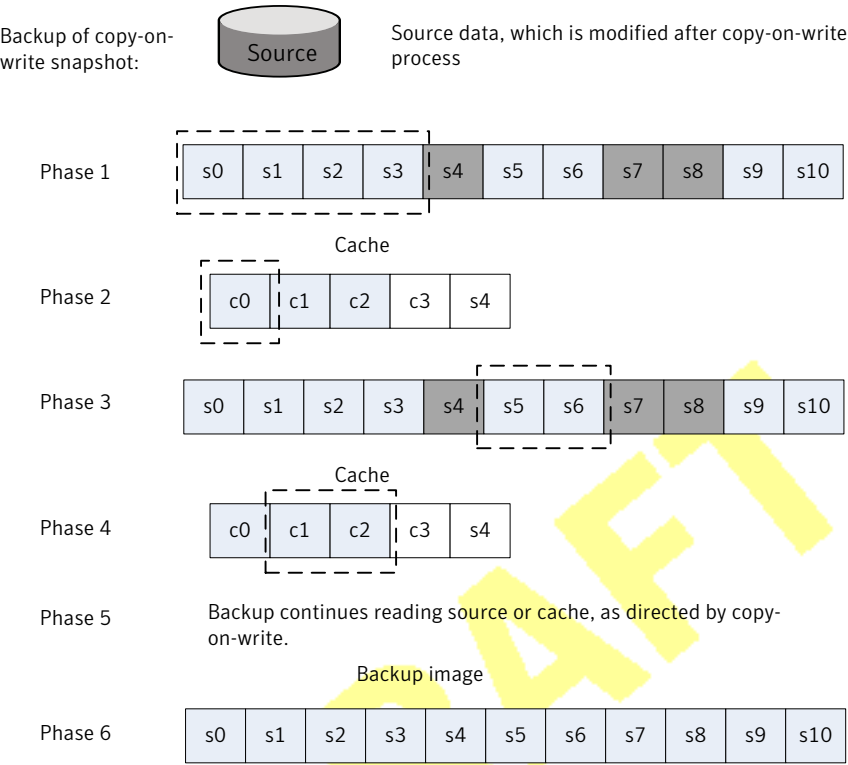 Backup of copy-on-
write snapshot:
Source
Source data, which is modified after copy-on-write
process
Phase 1
s0 s1 s2 s3 s4 s5 s6 s7 s8 s9 s10
Cache
Phase 2
c0 c1 c2 c3 s4
Phase 3
s0 s1 s2 s3 s4 s5 s6 s7 s8 s9 s10
Cache
Phase 4
c0 c1 c2 c3 s4
Phase 5
Backup continues reading source or cache, as directed by copy-
on-write.
Backup image
Phase 6
s0 s1 s2 s3 s4 s5 s6 s7 s8 s9 s10
RAFT